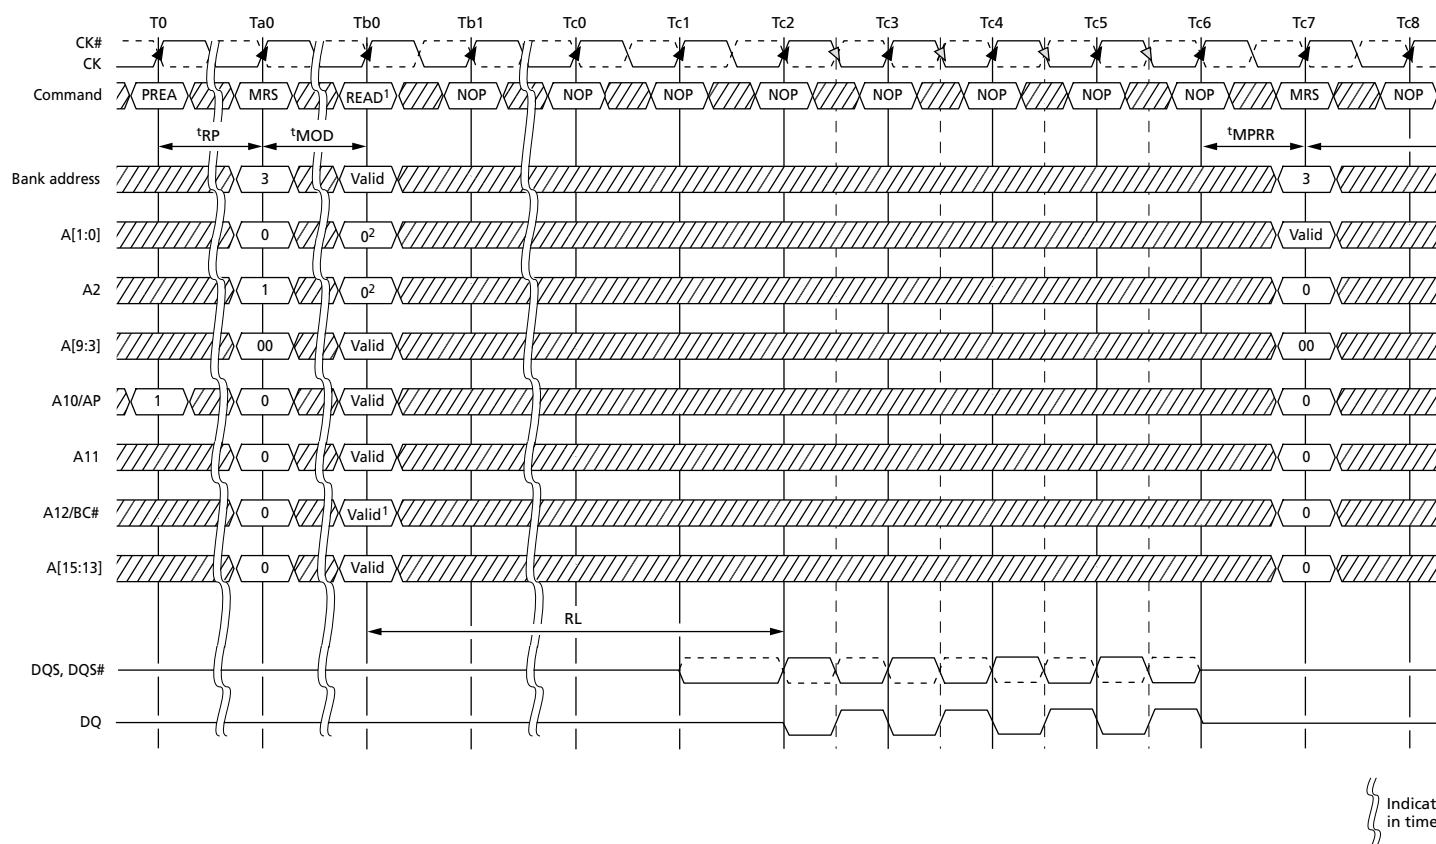 T0 Ta0 Tb0 Tb1 Tc0 Tc1 Tc2 Tc3 Tc4 Tc5 Tc6 Tc7 Tc8
CK#
CK
Command PREA MRS READ1 NOP NOP NOP NOP NOP NOP NOP NOP MRS NOP
tRP tMOD tMPRR
Bank address 3 Valid 3
A[1:0] 0 02 Valid
A2 1 02 0
A[9:3] 00 Valid 00
A10/AP 1 0 Valid 0
A11 0 Valid 0
A12/BC# 0 Valid1 0
A[15:13] 0 Valid 0
RL
DQS, DQS#
DQ
Indicat
in time